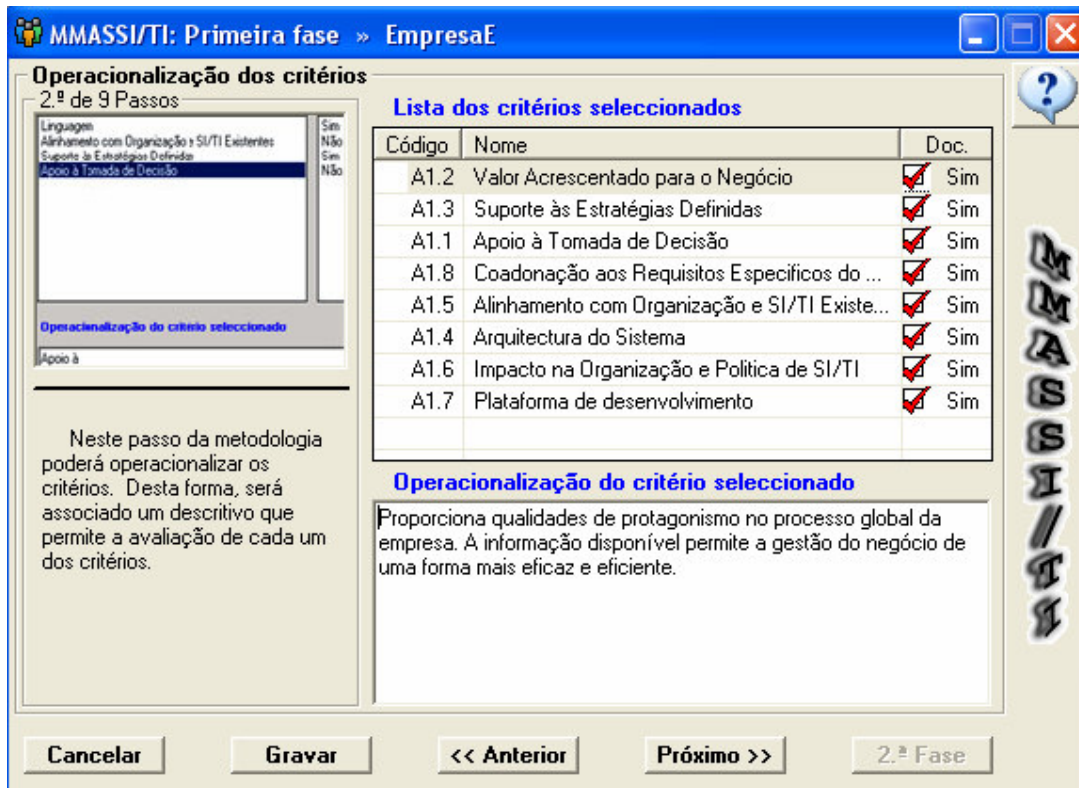 MMASSI/TI: Primeira fase » EmpresaE
Operacionalização dos critérios
2.ª de 9 Passos
Linguagem
Sim
Alinhamento com Organização e SI/TI Existentes
Não
Suporte às Estratégias Definidas
Sim
Apoio à Tomada de Decisão
Não
Operacionalização do critério seleccionado
Apoio à
Neste passo da metodologia
poderá operacionalizar os
critérios. Desta forma, será
associado um descritivo que
permite a avaliação de cada um
dos critérios.
Lista dos critérios seleccionados
Código Nome Doc.
A1.2 Valor Acrescentado para o Negócio Sim
A1.3 Suporte às Estratégias Definidas Sim
A1.1 Apoio à Tomada de Decisão Sim
A1.8 Coadonação aos Requisitos Especificos do ... Sim
A1.5 Alinhamento com Organização e SI/TI Existe... Sim
A1.4 Arquitectura do Sistema Sim
A1.6 Impacto na Organização e Politica de SI/TI Sim
A1.7 Plataforma de desenvolvimento Sim
Operacionalização do critério seleccionado
Proporciona qualidades de protagonismo no processo global da
empresa. A informação disponível permite a gestão do negócio de
uma forma mais eficaz e eficiente.
?
MMASSI/TI
Cancelar Gravar << Anterior Próximo >> 2.ª Fase